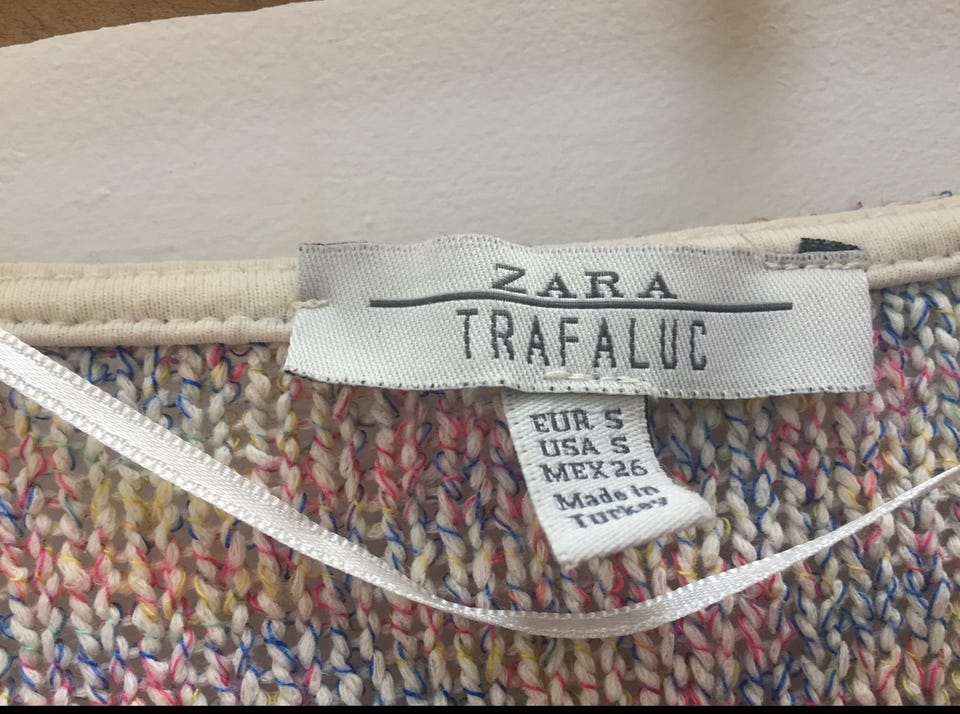 ZARA
TRAFALUC
EUR S
USA S
MEX 26
Made in
Turkey